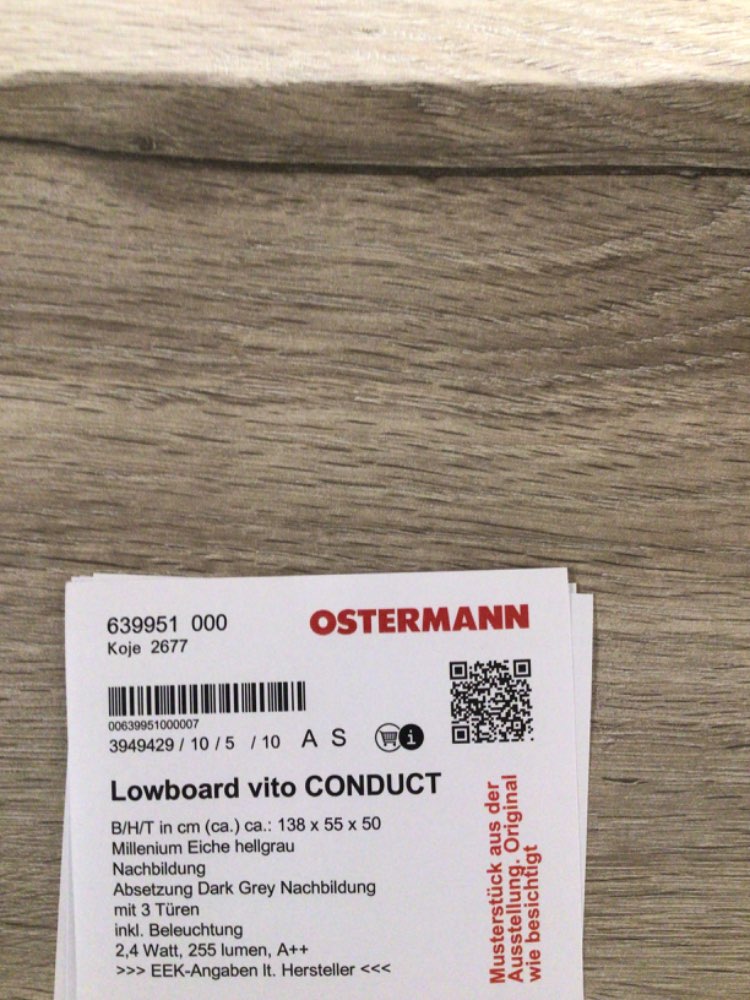 639951 000
OSTERMANN
Koje 2677
00639951000007
3949429 / 10 / 5 / 10 A S i
Lowboard vito CONDUCT
B/H/T in cm (ca.) ca.: 138 x 55 x 50
Millenium Eiche hellgrau
Nachbildung
Absetzung Dark Grey Nachbildung
mit 3 Türen
inkl. Beleuchtung
2,4 Watt, 255 lumen, A++
>>> EEK-Angaben lt. Hersteller <<<
Musterstück aus der
Ausstellung. Original
wie besichtigt